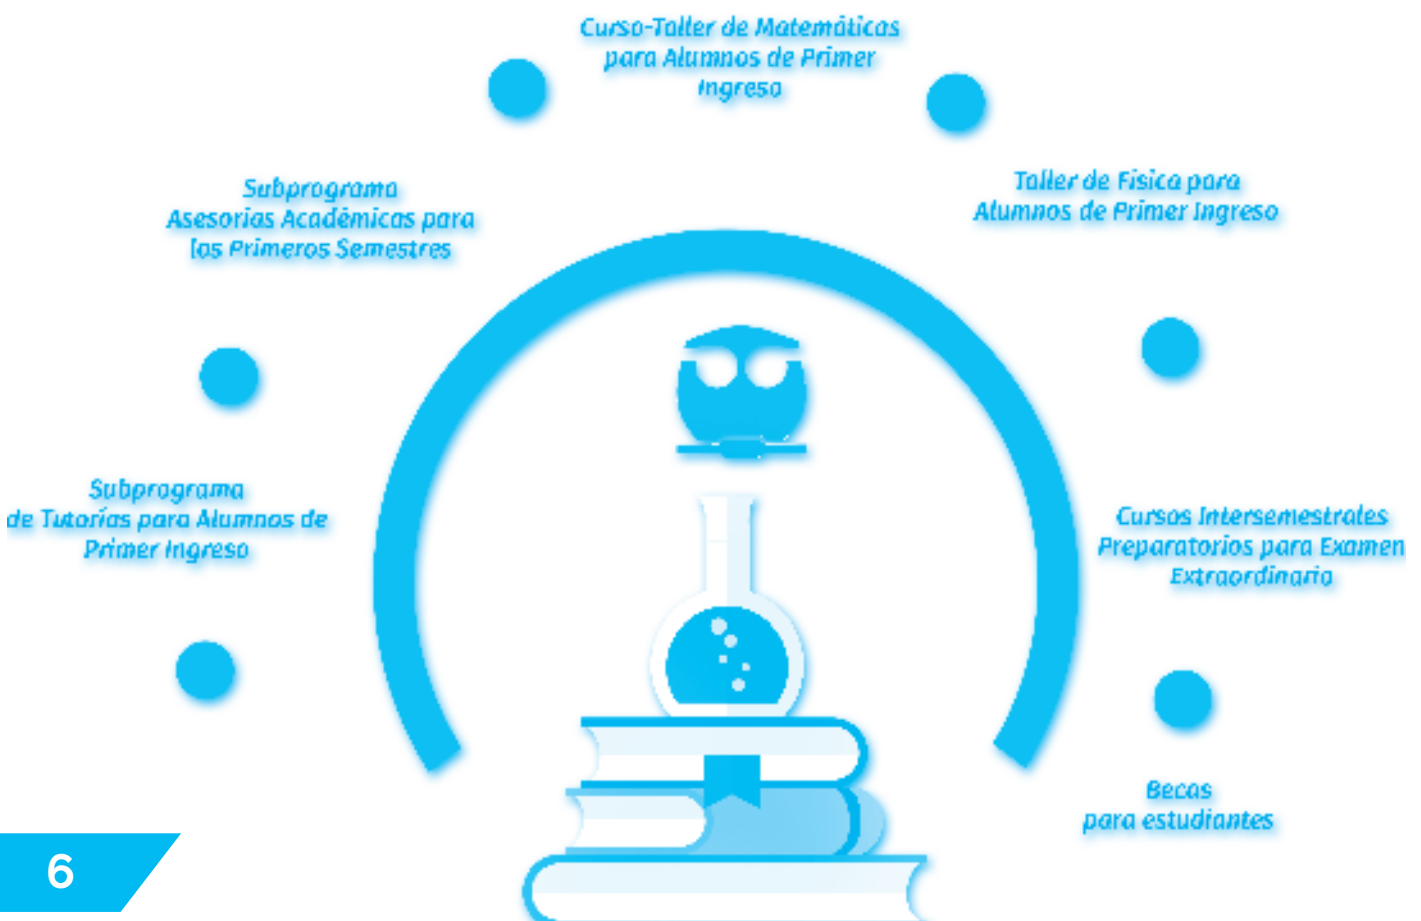 Curso-Taller de Matemáticas
para Alumnos de Primer
Ingreso
Subprograma
Asesorías Académicas para
los Primeros Semestres
Taller de Física para
Alumnos de Primer Ingreso
Subprograma
de Tutorías para Alumnos de
Primer Ingreso
Cursos Intersemestrales
Preparatorios para Examen
Extraordinario
Becas
para estudiantes
6